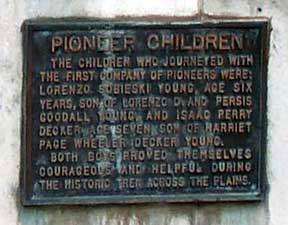 PIONEER CHILDREN
THE CHILDREN WHO JOURNEYED WITH
THE FIRST COMPANY OF PIONEERS WERE:
LORENZO SOBIESKI YOUNG, AGE SIX
YEARS, SON OF LORENZO D. AND PERSIS
GOODALL YOUNG, AND ISAAC PERRY
DECKER AGE SEVEN, SON OF HARRIET
PAGE WHEELER DECKER YOUNG.
BOTH BOYS PROVED THEMSELVES
COURAGEOUS AND HELPFUL DURING
THE HISTORIC TREK ACROSS THE PLAINS.